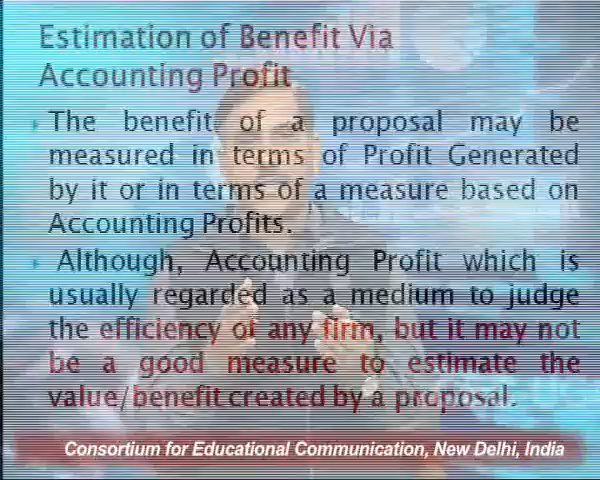 Estimation of Benefit Via
Accounting Profit
The benefit of a proposal may be
measured in terms of Profit Generated
by it or in terms of a measure based on
Accounting Profits.
Although, Accounting Profit which is
usually regarded as a medium to judge
the efficiency of any firm, but it may not
be a good measure to estimate the
value/benefit created by a proposal.
Consortium for Educational Communication, New Delhi, India